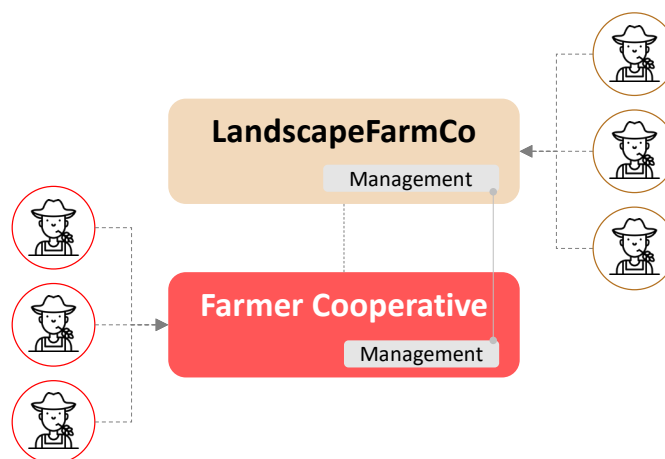 LandscapeFarmCo
Management
Farmer Cooperative
Management